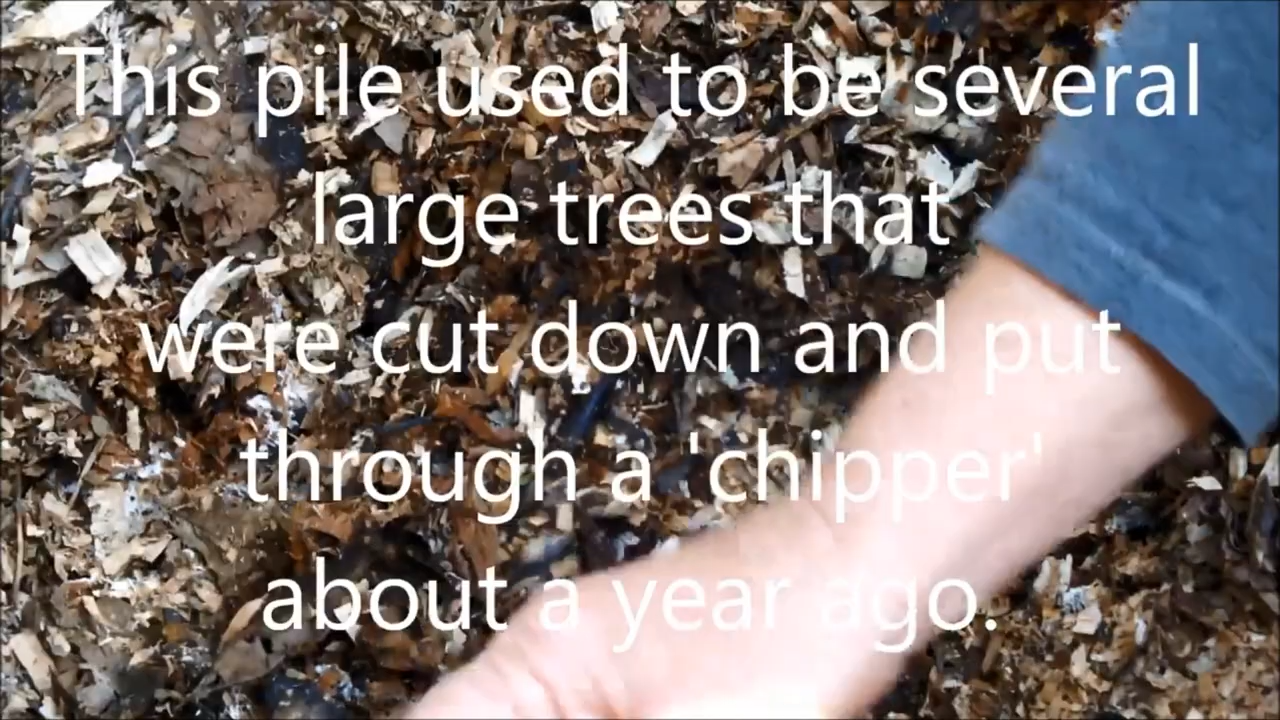 This pile used to be several
large trees that
were cut down and put
through a 'chipper'
about a year ago.